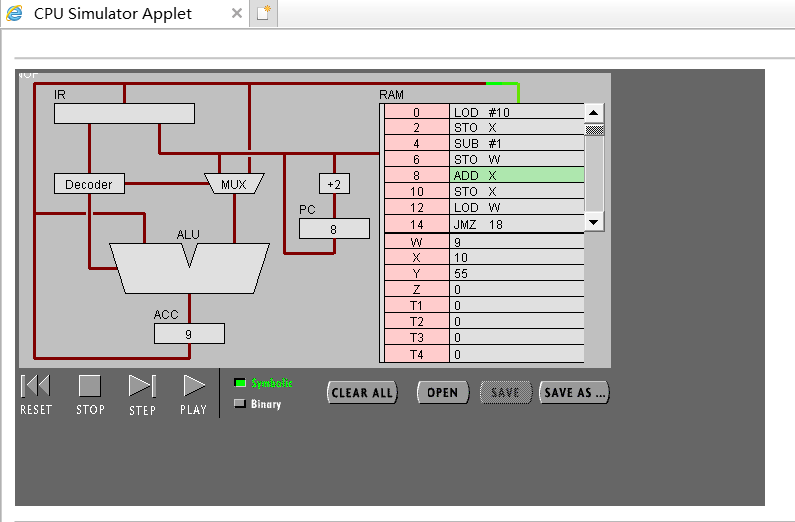 CPU Simulator Applet
NOP
IR
RAM
0 LOD #10
2 STO X
4 SUB #1
6 STO W
8 ADD X
10 STO X
12 LOD W
14 JMZ 18
W 9
X 10
Y 55
Z 0
T1 0
T2 0
T3 0
T4 0
Decoder
MUX
+2
PC
8
ALU
ACC
9
RESET
STOP
STEP
PLAY
Symbolic
Binary
CLEAR ALL
OPEN
SAVE
SAVE AS ...